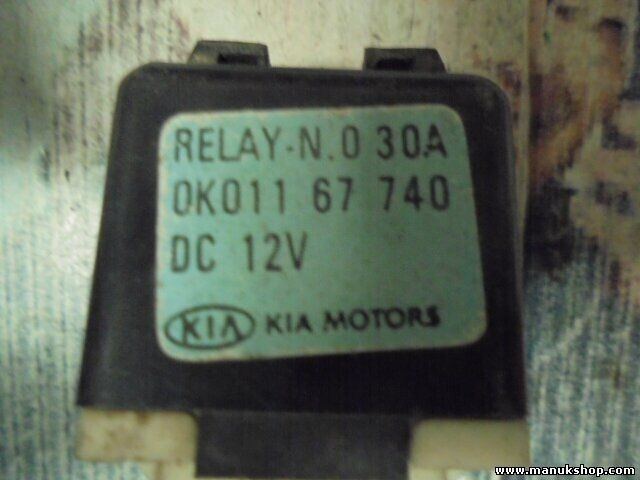 RELAY-N.O 30A
0K011 67 740
DC 12V
KIA KIA MOTORS
www.manukshop.com